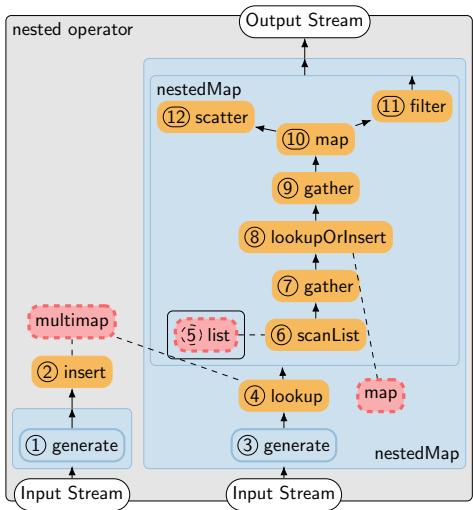 Output Stream
nested operator
nestedMap
12 scatter
11 filter
10 map
9 gather
8 lookupOrInsert
7 gather
5 list
6 scanList
multimap
2 insert
4 lookup
map
1 generate
3 generate
nestedMap
Input Stream
Input Stream